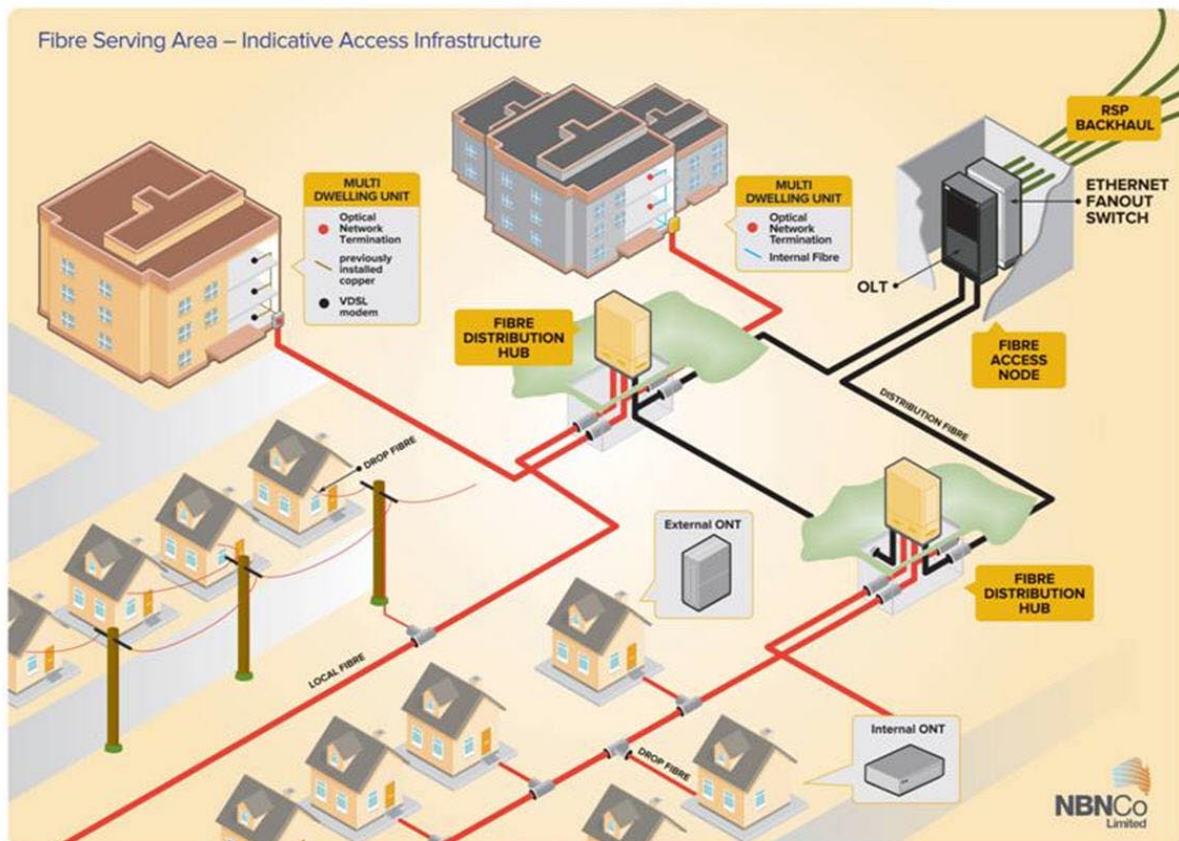 Fibre Serving Area – Indicative Access Infrastructure
RSP
BACKHAUL
MULTI
DWELLING UNIT
Optical
Network
Termination
previously
installed
copper
VDSL
modem
MULTI
DWELLING UNIT
Optical
Network
Termination
Internal Fibre
ETHERNET
FANOUT
SWITCH
OLT
FIBRE
ACCESS
NODE
FIBRE
DISTRIBUTION
HUB
DISTRIBUTION FIBRE
DROP FIBRE
External ONT
FIBRE
DISTRIBUTION
HUB
LOCAL FIBRE
Internal ONT
DROP FIBRE
NBNCo
Limited